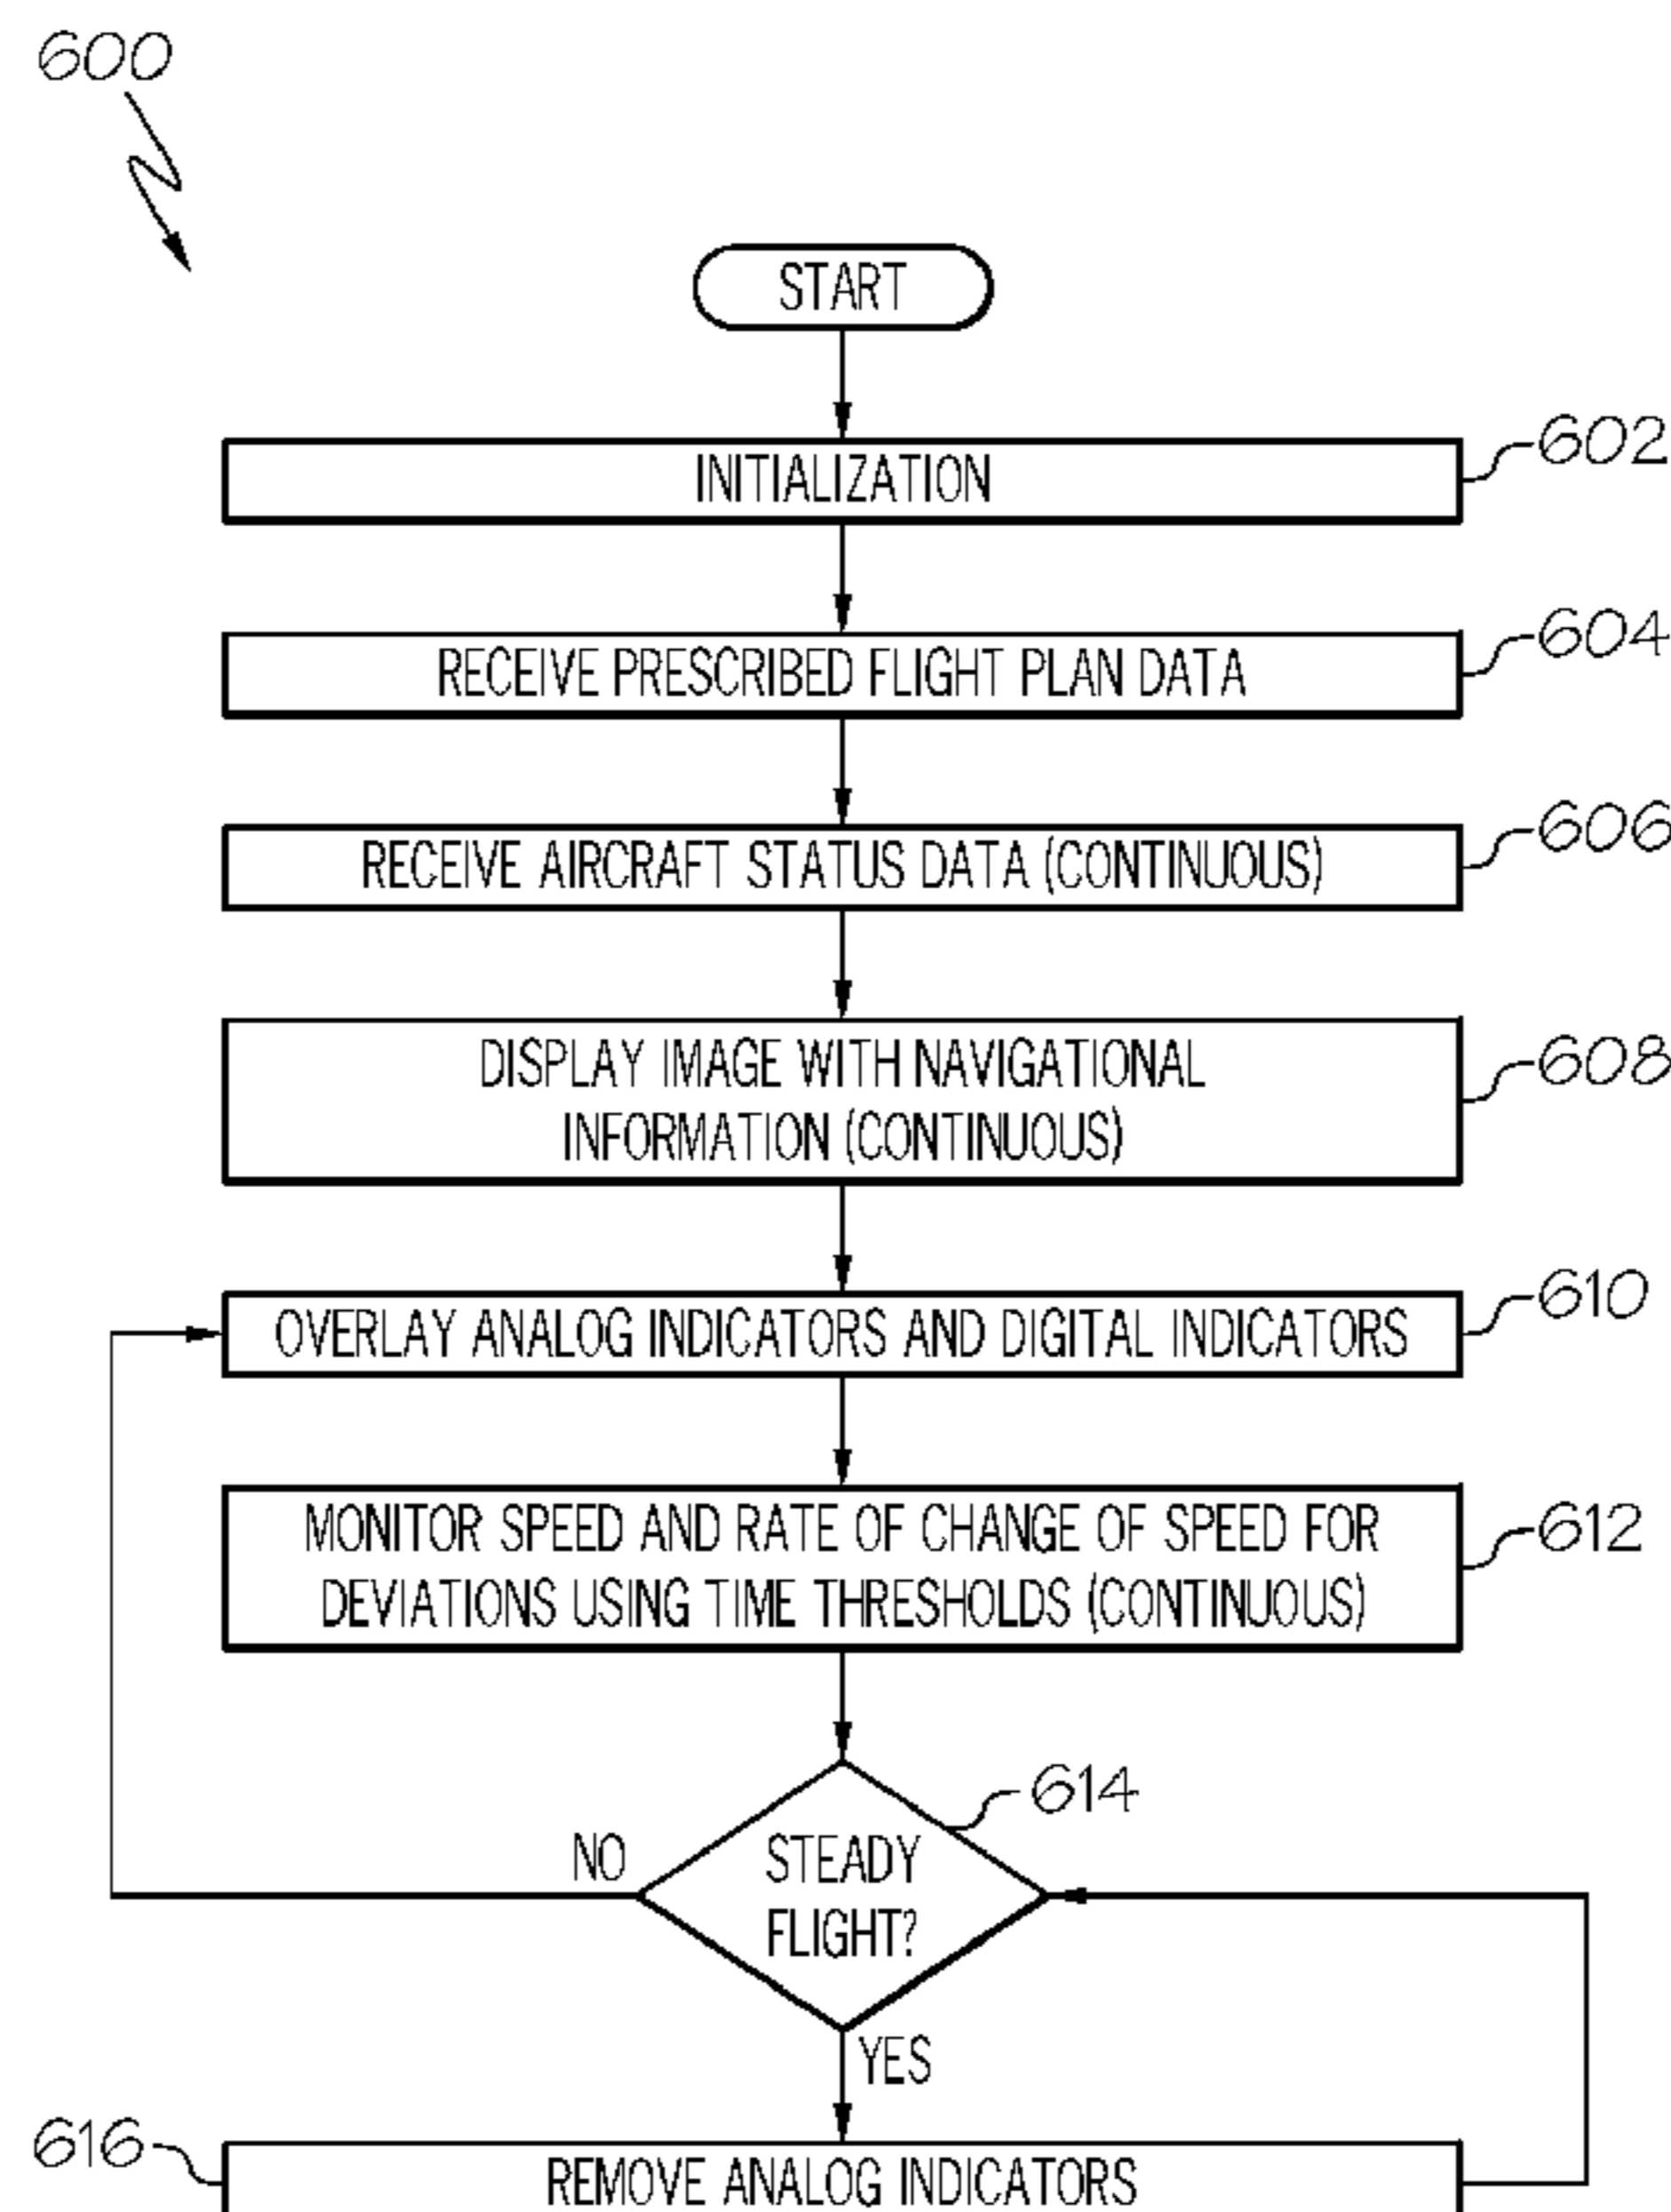 600
START
INITIALIZATION
602
RECEIVE PRESCRIBED FLIGHT PLAN DATA
604
RECEIVE AIRCRAFT STATUS DATA (CONTINUOUS)
606
DISPLAY IMAGE WITH NAVIGATIONAL
INFORMATION (CONTINUOUS)
608
OVERLAY ANALOG INDICATORS AND DIGITAL INDICATORS
610
MONITOR SPEED AND RATE OF CHANGE OF SPEED FOR
DEVIATIONS USING TIME THRESHOLDS (CONTINUOUS)
612
STEADY
FLIGHT?
614
NO
YES
616
REMOVE ANALOG INDICATORS